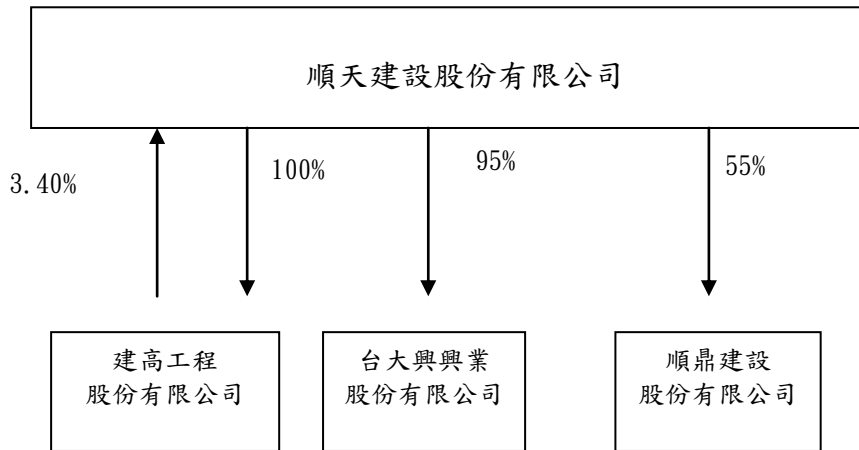 順天建設股份有限公司
3.40%
100%
95%
55%
建高工程
股份有限公司
台大興興業
股份有限公司
順鼎建設
股份有限公司